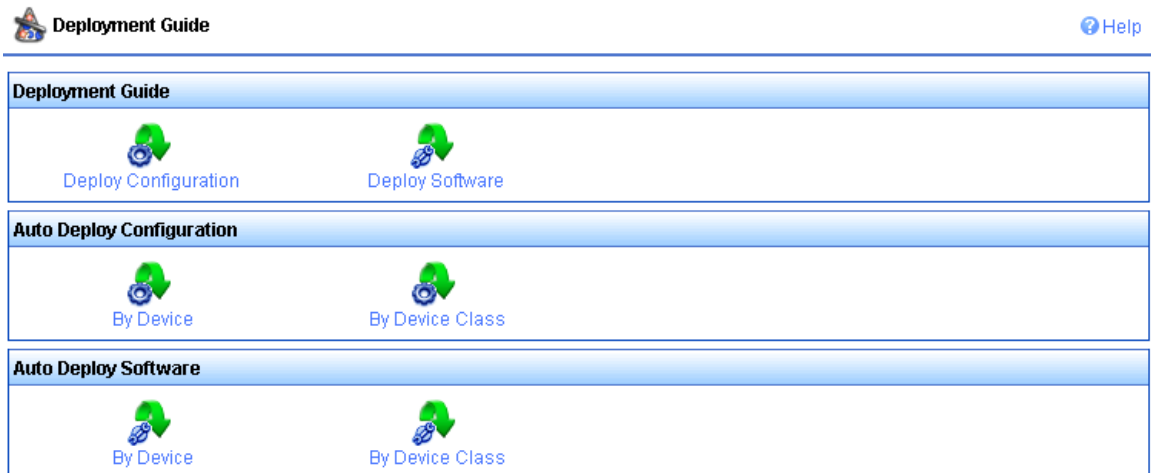 Deployment Guide
Help
Deployment Guide
Deploy Configuration
Deploy Software
Auto Deploy Configuration
By Device
By Device Class
Auto Deploy Software
By Device
By Device Class